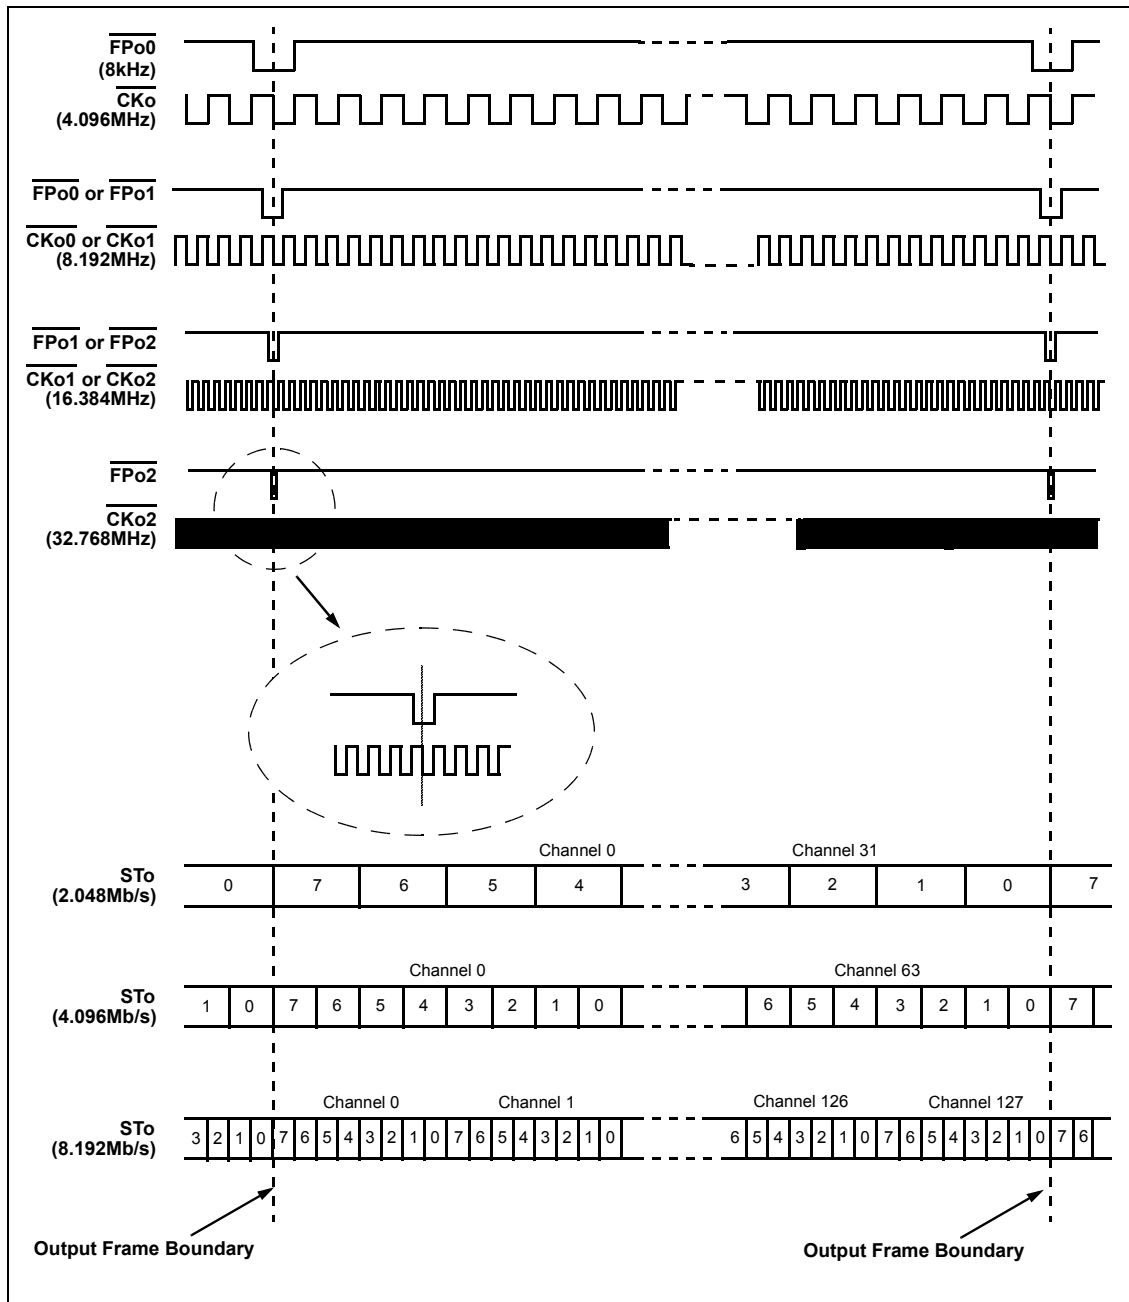 FPo0
(8kHz)
CKo
(4.096MHz)
FPo0 or FPo1
CKo0 or CKo1
(8.192MHz)
FPo1 or FPo2
CKo1 or CKo2
(16.384MHz)
FPo2
CKo2
(32.768MHz)
Channel 0 Channel 31
STo
(2.048Mb/s)
0 7 6 5 4 3 2 1 0 7
Channel 0 Channel 63
STo
(4.096Mb/s)
1 0 7 6 5 4 3 2 1 0 6 5 4 3 2 1 0 7
Channel 0 Channel 1 Channel 126 Channel 127
STo
(8.192Mb/s)
3 2 1 0 7 6 5 4 3 2 1 0 7 6 5 4 3 2 1 0 6 5 4 3 2 1 0 7 6 5 4 3 2 1 0 7 6
Output Frame Boundary Output Frame Boundary